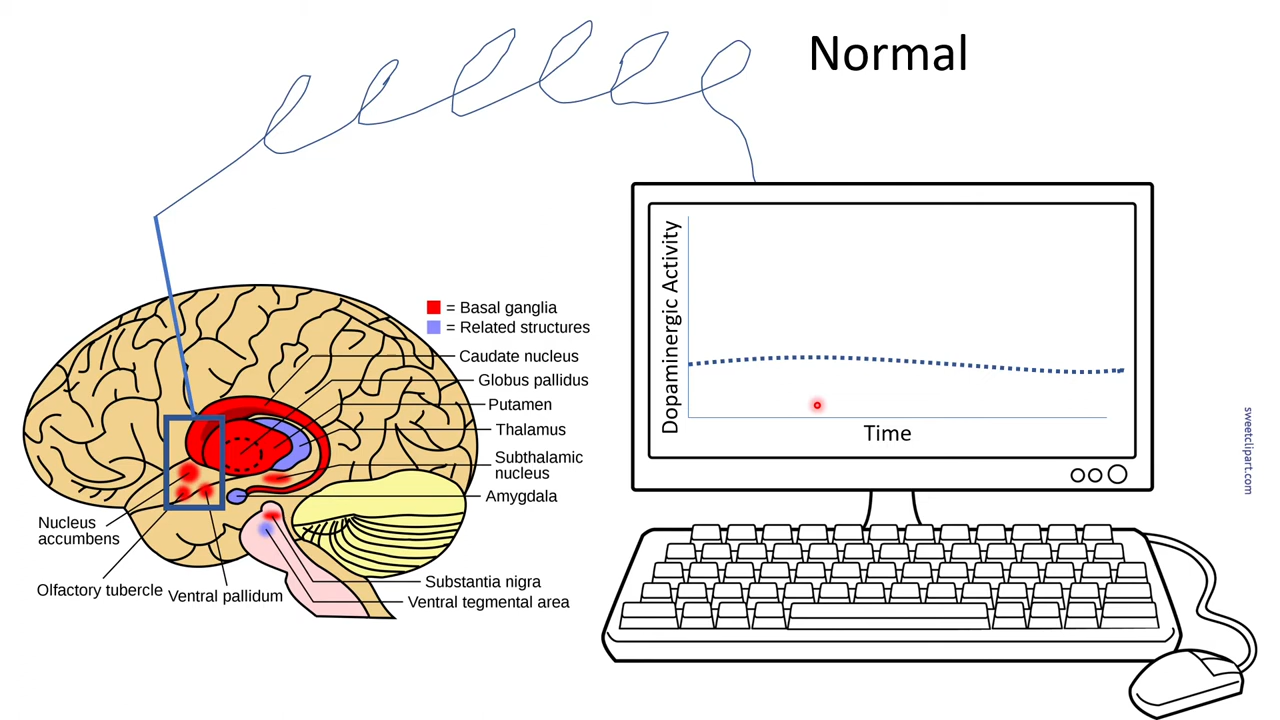 Normal
= Basal ganglia
= Related structures
Caudate nucleus
Globus pallidus
Putamen
Thalamus
Subthalamic
nucleus
Amygdala
Nucleus
accumbens
Olfactory tubercle
Ventral pallidum
Substantia nigra
Ventral tegmental area
Dopaminergic Activity
Time
sweetclipart.com